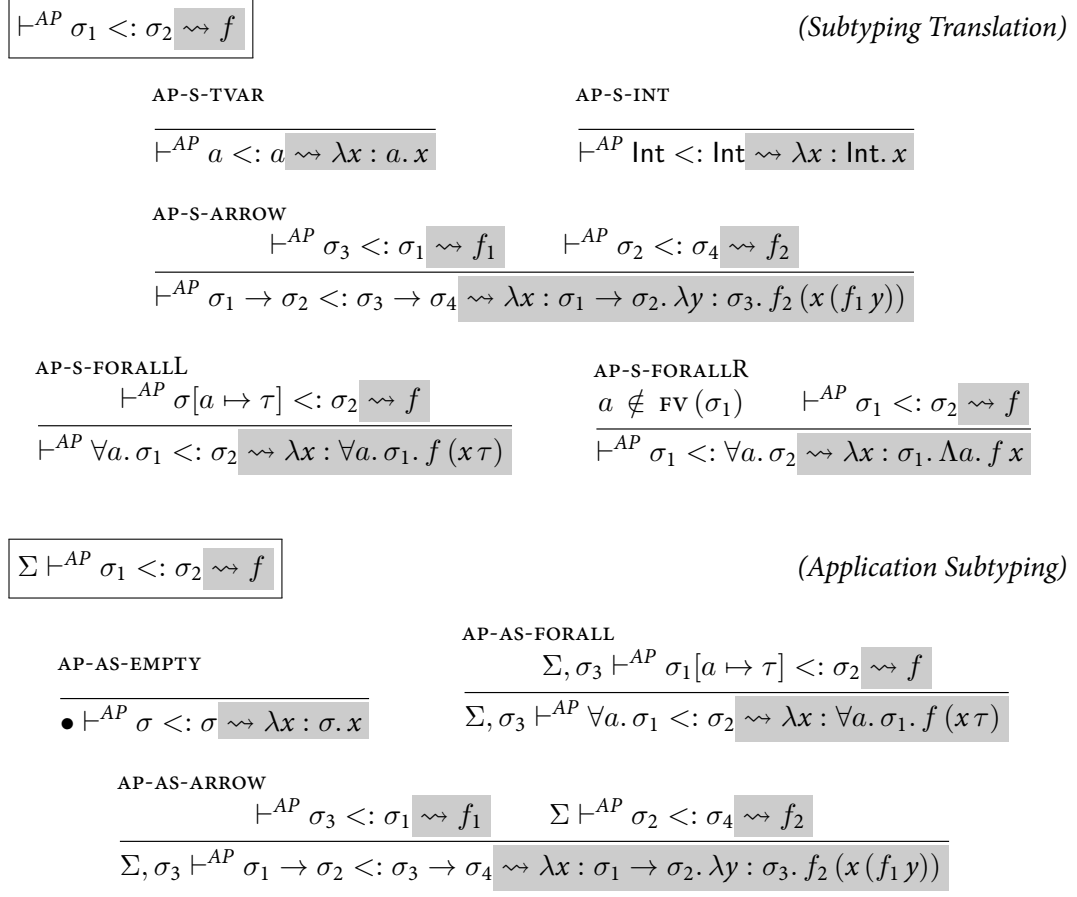 ⊢^AP σ₁ <: σ₂ ⇝ f (Subtyping Translation)
AP-S-TVAR AP-S-INT
⊢^AP a <: a ⇝ λx : a. x ⊢^AP Int <: Int ⇝ λx : Int. x
AP-S-ARROW
⊢^AP σ₃ <: σ₁ ⇝ f₁ ⊢^AP σ₂ <: σ₄ ⇝ f₂
⊢^AP σ₁ → σ₂ <: σ₃ → σ₄ ⇝ λx : σ₁ → σ₂. λy : σ₃. f₂ (x (f₁ y))
AP-S-FORALLL AP-S-FORALLR
⊢^AP σ[a ↦ τ] <: σ₂ ⇝ f a ∉ FV (σ₁) ⊢^AP σ₁ <: σ₂ ⇝ f
⊢^AP ∀a. σ₁ <: σ₂ ⇝ λx : ∀a. σ₁. f (x τ) ⊢^AP σ₁ <: ∀a. σ₂ ⇝ λx : σ₁. Λa. f x
Σ ⊢^AP σ₁ <: σ₂ ⇝ f (Application Subtyping)
AP-AS-EMPTY AP-AS-FORALL
Σ, σ₃ ⊢^AP σ₁[a ↦ τ] <: σ₂ ⇝ f
• ⊢^AP σ <: σ ⇝ λx : σ. x Σ, σ₃ ⊢^AP ∀a. σ₁ <: σ₂ ⇝ λx : ∀a. σ₁. f (x τ)
AP-AS-ARROW
⊢^AP σ₃ <: σ₁ ⇝ f₁ Σ ⊢^AP σ₂ <: σ₄ ⇝ f₂
Σ, σ₃ ⊢^AP σ₁ → σ₂ <: σ₃ → σ₄ ⇝ λx : σ₁ → σ₂. λy : σ₃. f₂ (x (f₁ y))